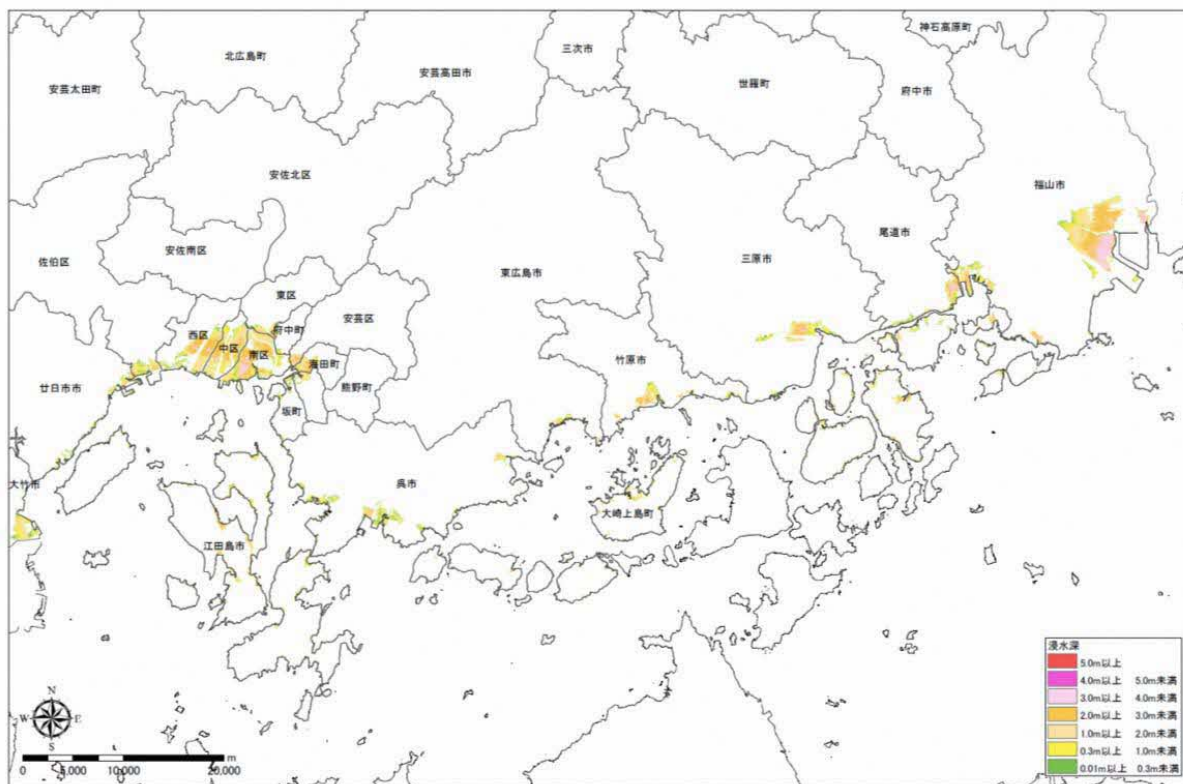 神石高原町
三次市
北広島町
安芸高田市
世羅町
安芸太田町
府中市
安佐北区
福山市
尾道市
安佐南区
三原市
佐伯区
東広島市
東区
安芸区
府中町
西区
中区
南区
海田町
竹原市
廿日市市
熊野町
坂町
大竹市
呉市
大崎上島町
江田島市
浸水深
5.0m以上
4.0m以上 5.0m未満
3.0m以上 4.0m未満
2.0m以上 3.0m未満
1.0m以上 2.0m未満
0.3m以上 1.0m未満
0.01m以上 0.3m未満
N
W E
S
m
0 5,000 10,000 20,000